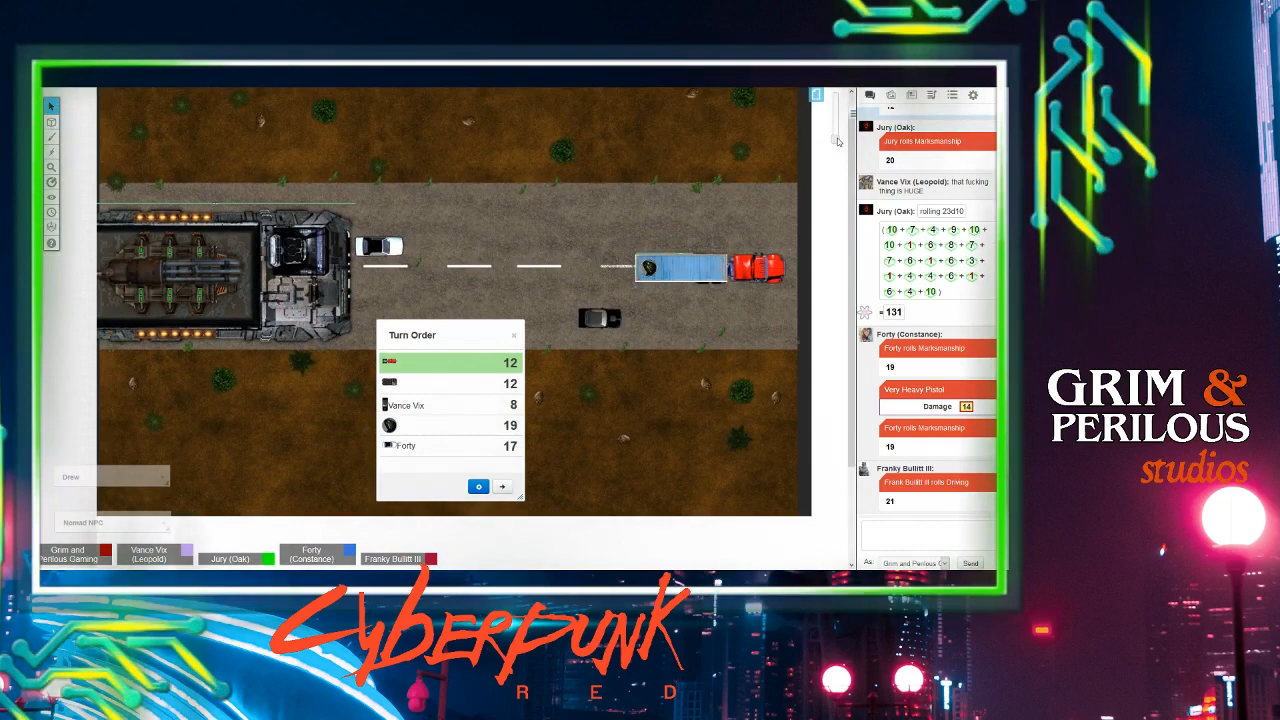 Jury (Oak):
Jury rolls Marksmanship
20
Vance Vix (Leopold): that fucking
thing is HUGE
Jury (Oak): rolling 23d10
(10+7+4+9+10+
10+1+6+8+7+
7+6+1+6+3+
1+4+4+6+1+
6+4+10)
=131
Forty (Constance):
Forty rolls Marksmanship
19
Very Heavy Pistol
Damage 14
Forty rolls Marksmanship
19
Franky Bullitt III:
Frank Bullitt III rolls Driving
21
As: Grim and Perilous G Send
Turn Order ×
12
12
Vance Vix 8
19
Forty 17
Drew
Nomad NPC
Grim and
Perilous Gaming
Vance Vix
(Leopold)
Jury (Oak)
Forty
(Constance)
Franky Bullitt III
GRIM &
PERILOUS
studios
CYBERPUNK
RED